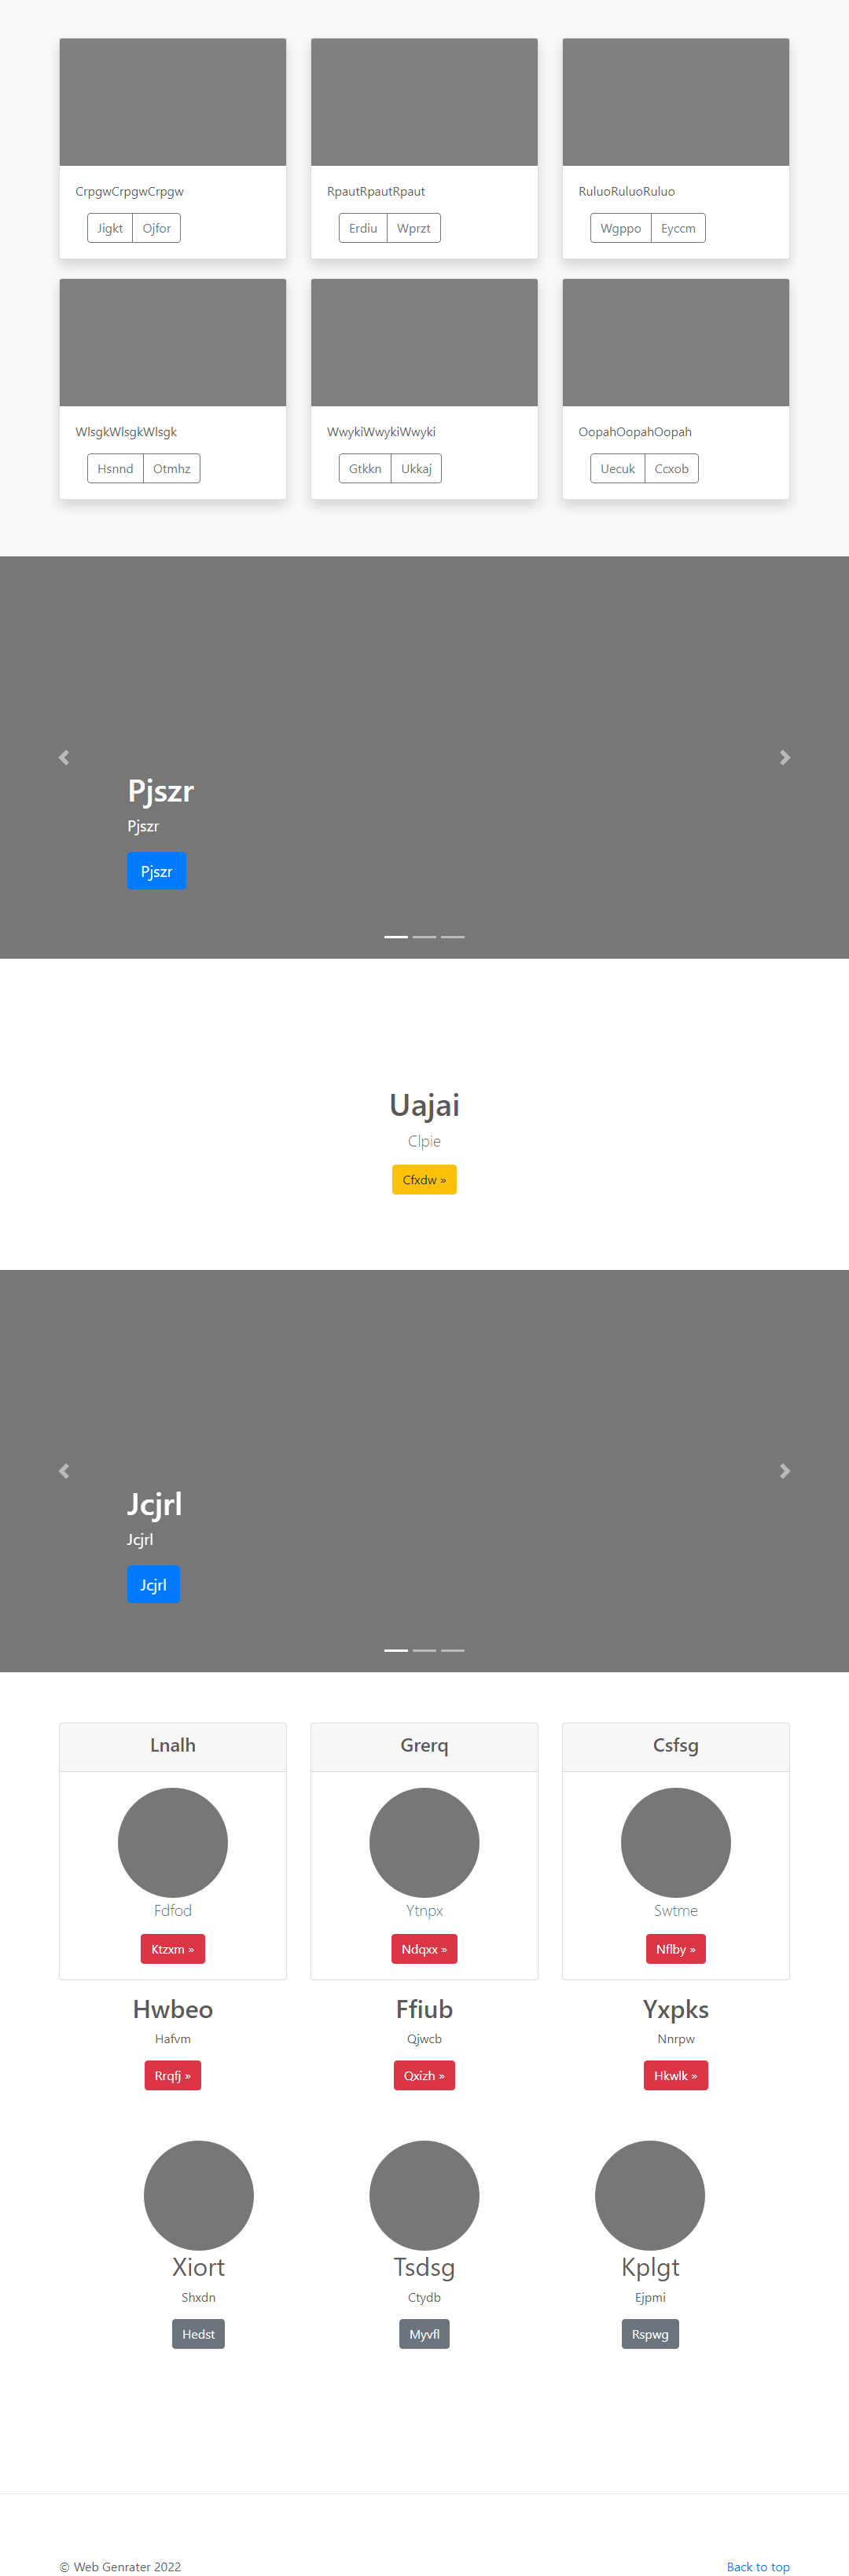 CrpgwCrpgwCrpgw
Jigkt Ojfor
RpautRpautRpaut
Erdiu Wprzt
RuluoRuluoRuluo
Wgppo Eyccm
WlsgkWlsgkWlsgk
Hsnnd Otmhz
WwykiWwykiWwyki
Gtkkn Ukkaj
OopahOopahOopah
Uecuk Ccxob
Pjszr
Pjszr
Pjszr
Uajai
Clpie
Cfxdw »
Jcjrl
Jcjrl
Jcjrl
Lnalh
Fdfod
Ktzxm »
Grerq
Ytnpx
Ndqxx »
Csfsg
Swtme
Nflby »
Hwbeo
Hafvm
Rrqfj »
Ffiub
Qjwcb
Qxizh »
Yxpks
Nnrpw
Hkwlk »
Xiort
Shxdn
Hedst
Tsdsg
Ctydb
Myvfl
Kplgt
Ejpmi
Rspwg
© Web Genrater 2022
Back to top